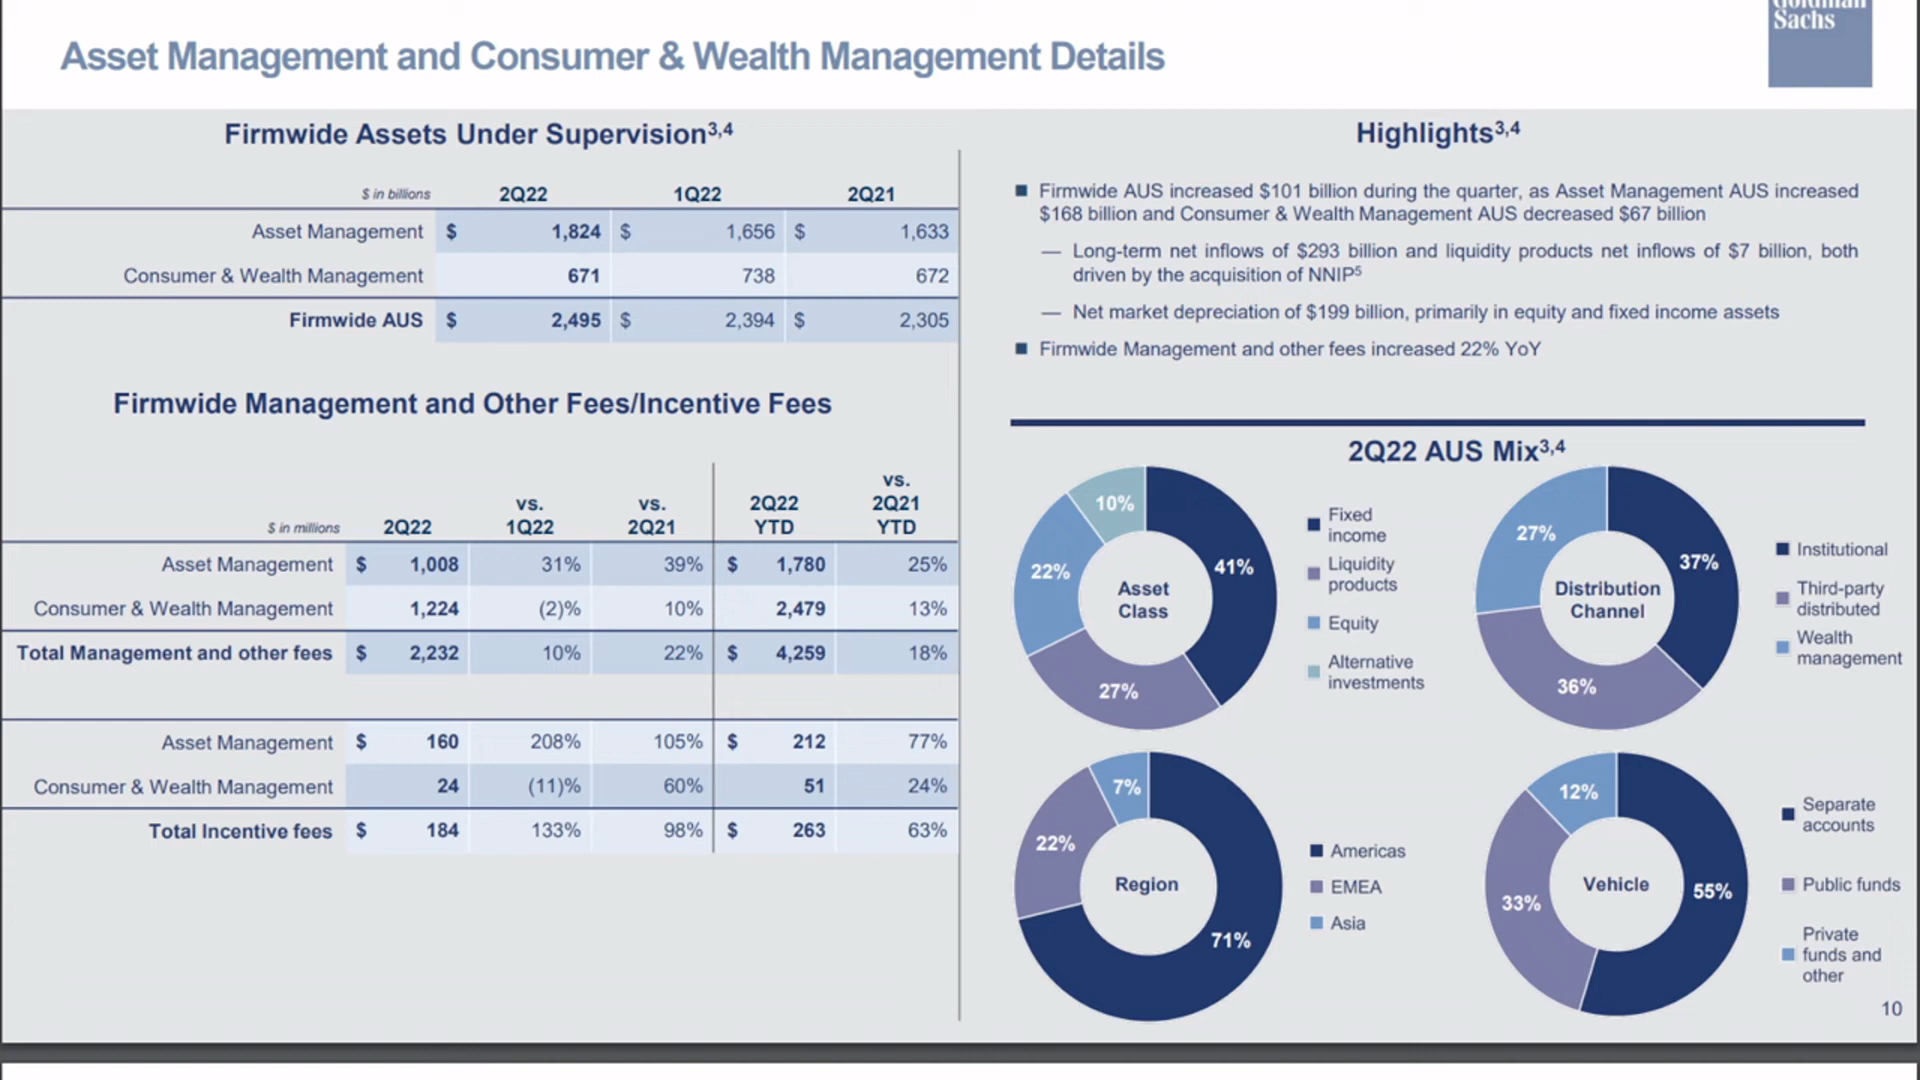 Goldman
Sachs
Asset Management and Consumer & Wealth Management Details
Firmwide Assets Under Supervision3,4
$ in billions 2Q22 1Q22 2Q21
Asset Management $ 1,824 $ 1,656 $ 1,633
Consumer & Wealth Management 671 738 672
Firmwide AUS $ 2,495 $ 2,394 $ 2,305
Firmwide Management and Other Fees/Incentive Fees
$ in millions 2Q22 vs. 1Q22 vs. 2Q21 2Q22 YTD vs. 2Q21 YTD
Asset Management $ 1,008 31% 39% $ 1,780 25%
Consumer & Wealth Management 1,224 (2)% 10% 2,479 13%
Total Management and other fees $ 2,232 10% 22% $ 4,259 18%
Asset Management $ 160 208% 105% $ 212 77%
Consumer & Wealth Management 24 (11)% 60% 51 24%
Total Incentive fees $ 184 133% 98% $ 263 63%
Highlights3,4
■ Firmwide AUS increased $101 billion during the quarter, as Asset Management AUS increased
$168 billion and Consumer & Wealth Management AUS decreased $67 billion
— Long-term net inflows of $293 billion and liquidity products net inflows of $7 billion, both
driven by the acquisition of NNIP5
— Net market depreciation of $199 billion, primarily in equity and fixed income assets
■ Firmwide Management and other fees increased 22% YoY
2Q22 AUS Mix3,4
Asset
Class
41%
27%
22%
10%
Fixed
income
Liquidity
products
Equity
Alternative
investments
Distribution
Channel
37%
36%
27%
Institutional
Third-party
distributed
Wealth
management
Region
71%
22%
7%
Americas
EMEA
Asia
Vehicle
55%
33%
12%
Separate
accounts
Public funds
Private
funds and
other
10